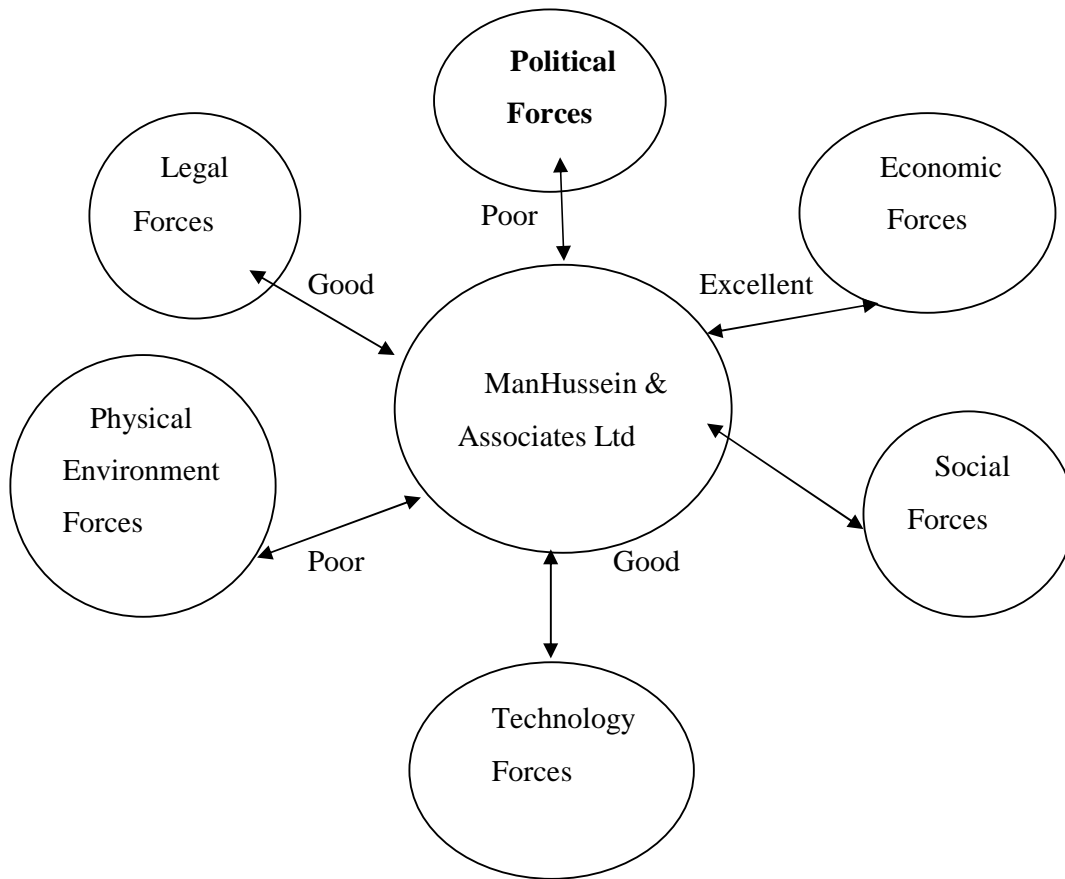 Political
Forces
Legal
Forces
Economic
Forces
Poor
Good
Excellent
ManHussein &
Associates Ltd
Physical
Environment
Forces
Social
Forces
Poor
Good
Technology
Forces